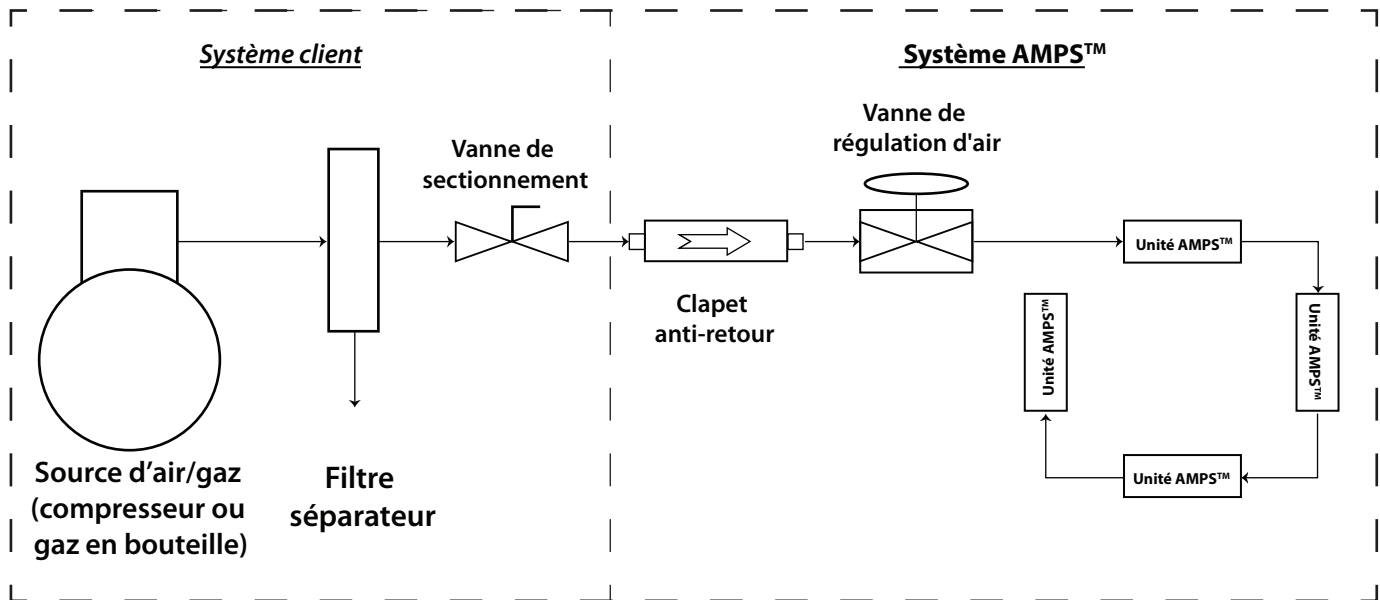 Système client
Système AMPS™
Vanne de
régulation d'air
Vanne de
sectionnement
Unité AMPS™
Clapet
anti-retour
Unité AMPS™
Unité AMPS™
Unité AMPS™
Source d’air/gaz
(compresseur ou
gaz en bouteille)
Filtre
séparateur